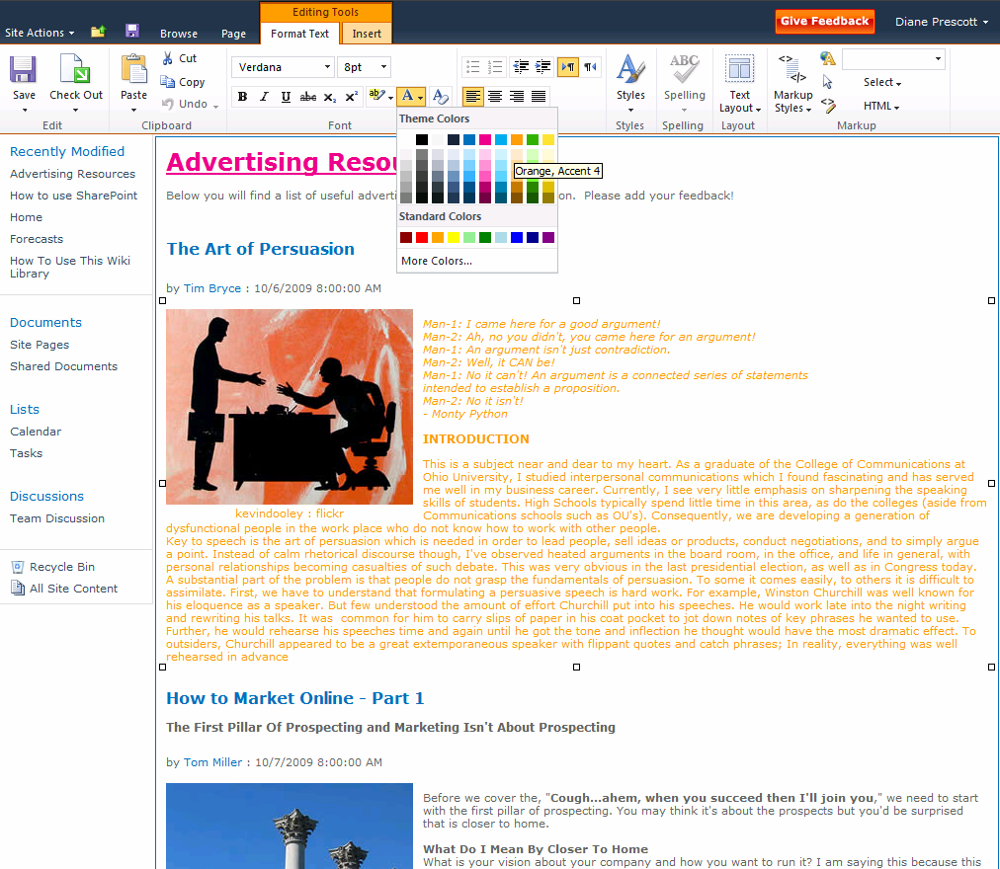 Editing Tools
Site Actions
Browse
Page
Format Text
Insert
Give Feedback
Diane Prescott
Save
Check Out
Paste
Cut
Copy
Undo
Verdana
8pt
B I U abc X₂ X²
ab A A
Styles
ABC
Spelling
Text
Layout
Markup
Styles
Select
HTML
Edit
Clipboard
Font
Styles
Spelling
Layout
Markup
Theme Colors
Orange, Accent 4
Standard Colors
More Colors...
Recently Modified
Advertising Resources
How to use SharePoint
Home
Forecasts
How To Use This Wiki
Library
Documents
Site Pages
Shared Documents
Lists
Calendar
Tasks
Discussions
Team Discussion
Recycle Bin
All Site Content
Advertising
Below you will find a list of useful
Please add your feedback!
The Art of Persuasion
by Tim Bryce : 10/6/2009 8:00:00 AM
Man-1: I came here for a good argument!
Man-2: Ah, no you didn't, you came here for an argument!
Man-1: An argument isn't just contradiction.
Man-2: Well, it CAN be!
Man-1: No it can't! An argument is a connected series of statements
intended to establish a proposition.
Man-2: No it isn't!
- Monty Python
INTRODUCTION
This is a subject near and dear to my heart. As a graduate of the College of Communications at
Ohio University, I studied interpersonal communications which I found fascinating and has served
me well in my business career. Currently, I see very little emphasis on sharpening the speaking
skills of students. High Schools typically spend little time in this area, as do the colleges (aside from
Communications schools such as OU's). Consequently, we are developing a generation of
kevindooley : flickr
dysfunctional people in the work place who do not know how to work with other people.
Key to speech is the art of persuasion which is needed in order to lead people, sell ideas or products, conduct negotiations, and to simply argue
a point. Instead of calm rhetorical discourse though, I've observed heated arguments in the board room, in the office, and life in general, with
personal relationships becoming casualties of such debate. This was very obvious in the last presidential election, as well as in Congress today.
A substantial part of the problem is that people do not grasp the fundamentals of persuasion. To some it comes easily, to others it is difficult to
assimilate. First, we have to understand that formulating a persuasive speech is hard work. For example, Winston Churchill was well known for
his eloquence as a speaker. But few understood the amount of effort Churchill put into his speeches. He would work late into the night writing
and rewriting his talks. It was  common for him to carry slips of paper in his coat pocket to jot down notes of key phrases he wanted to use.
Further, he would rehearse his speeches time and again until he got the tone and inflection he thought would have the most dramatic effect. To
outsiders, Churchill appeared to be a great extemporaneous speaker with flippant quotes and catch phrases; In reality, everything was well
rehearsed in advance
How to Market Online - Part 1
The First Pillar Of Prospecting and Marketing Isn't About Prospecting
by Tom Miller : 10/7/2009 8:00:00 AM
Before we cover the, "Cough...ahem, when you succeed then I'll join you," we need to start
with the first pillar of prospecting. You may think it's about the prospects but you'd be surprised
that is closer to home.
What Do I Mean By Closer To Home
What is your vision about your company and how you want to run it? I am saying this because this